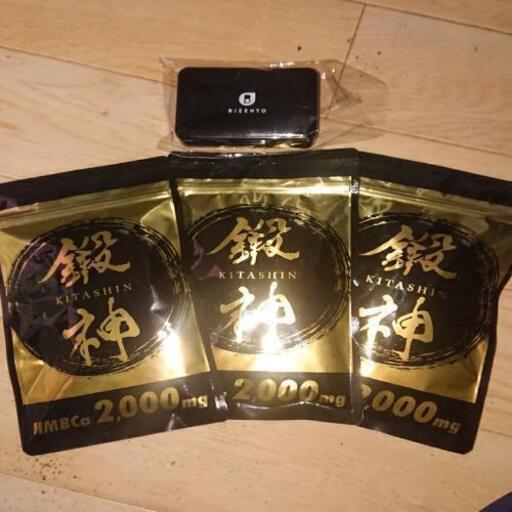 BIZENTO
鍛
KITASHIN
神
HMBCa 2,000mg
鍛
KITASHIN
神
2,000mg
鍛
KITASHIN
神
2,000mg